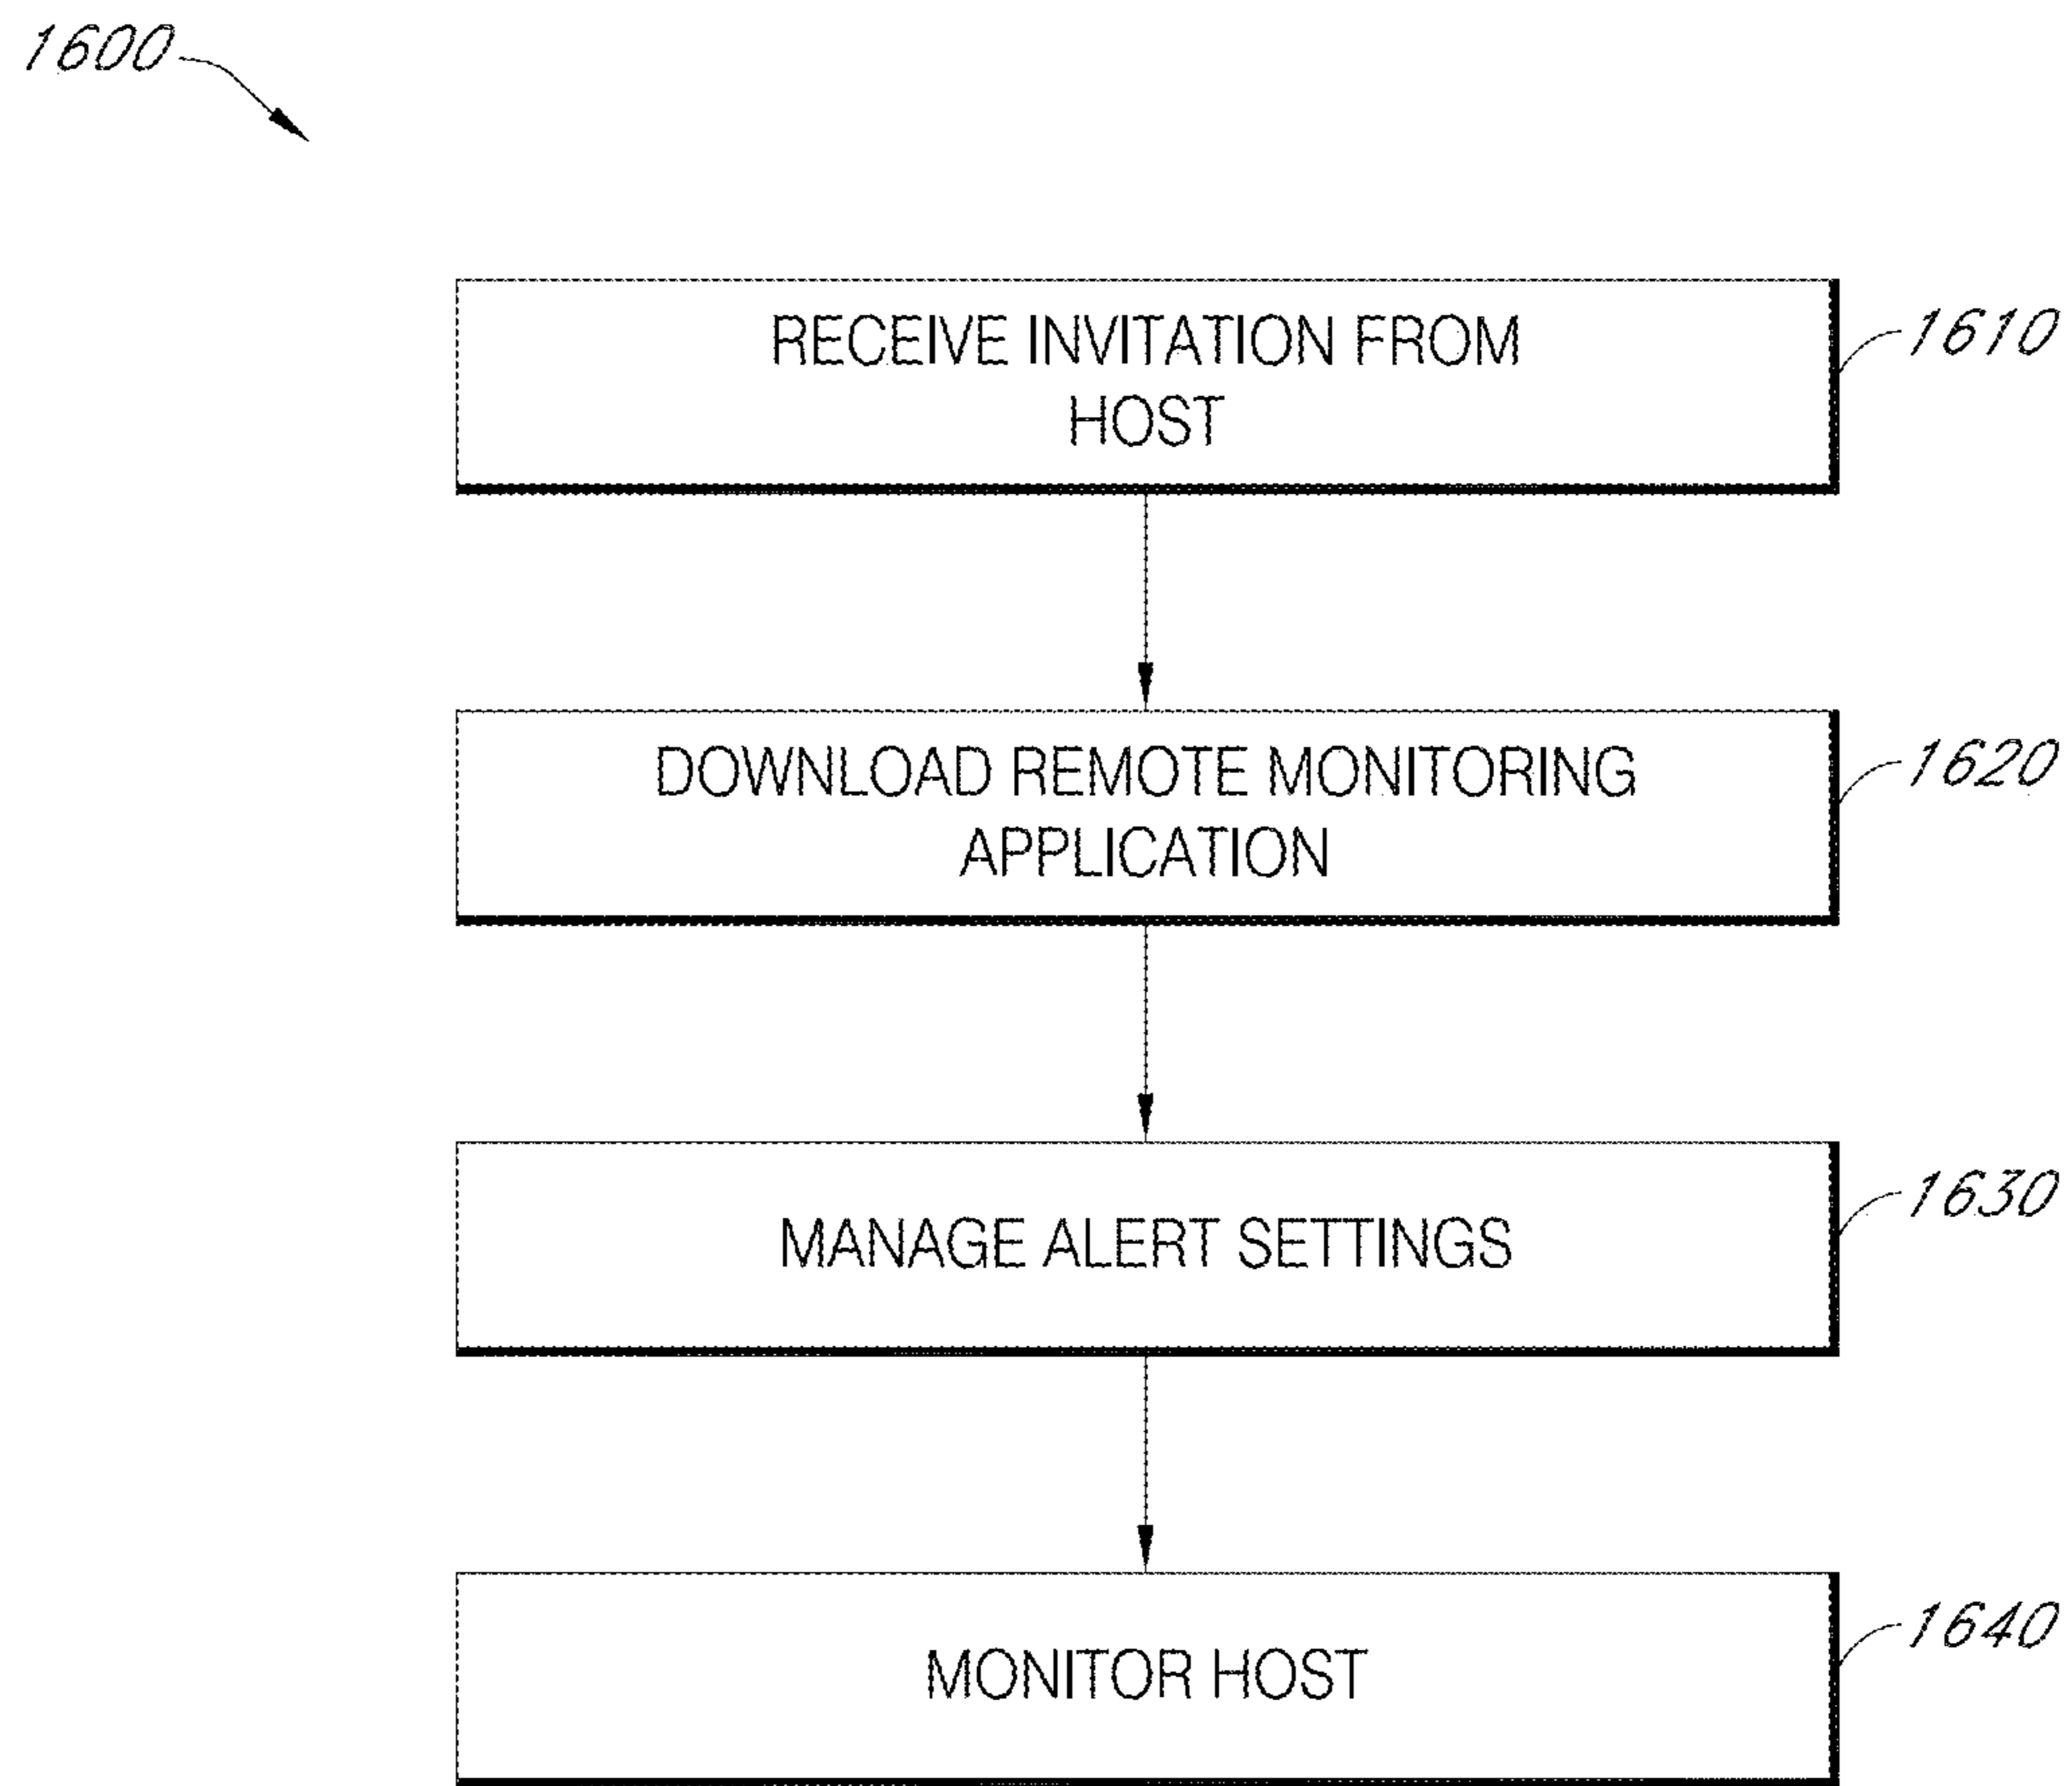 1600
RECEIVE INVITATION FROM
HOST
1610
DOWNLOAD REMOTE MONITORING
APPLICATION
1620
MANAGE ALERT SETTINGS
1630
MONITOR HOST
1640